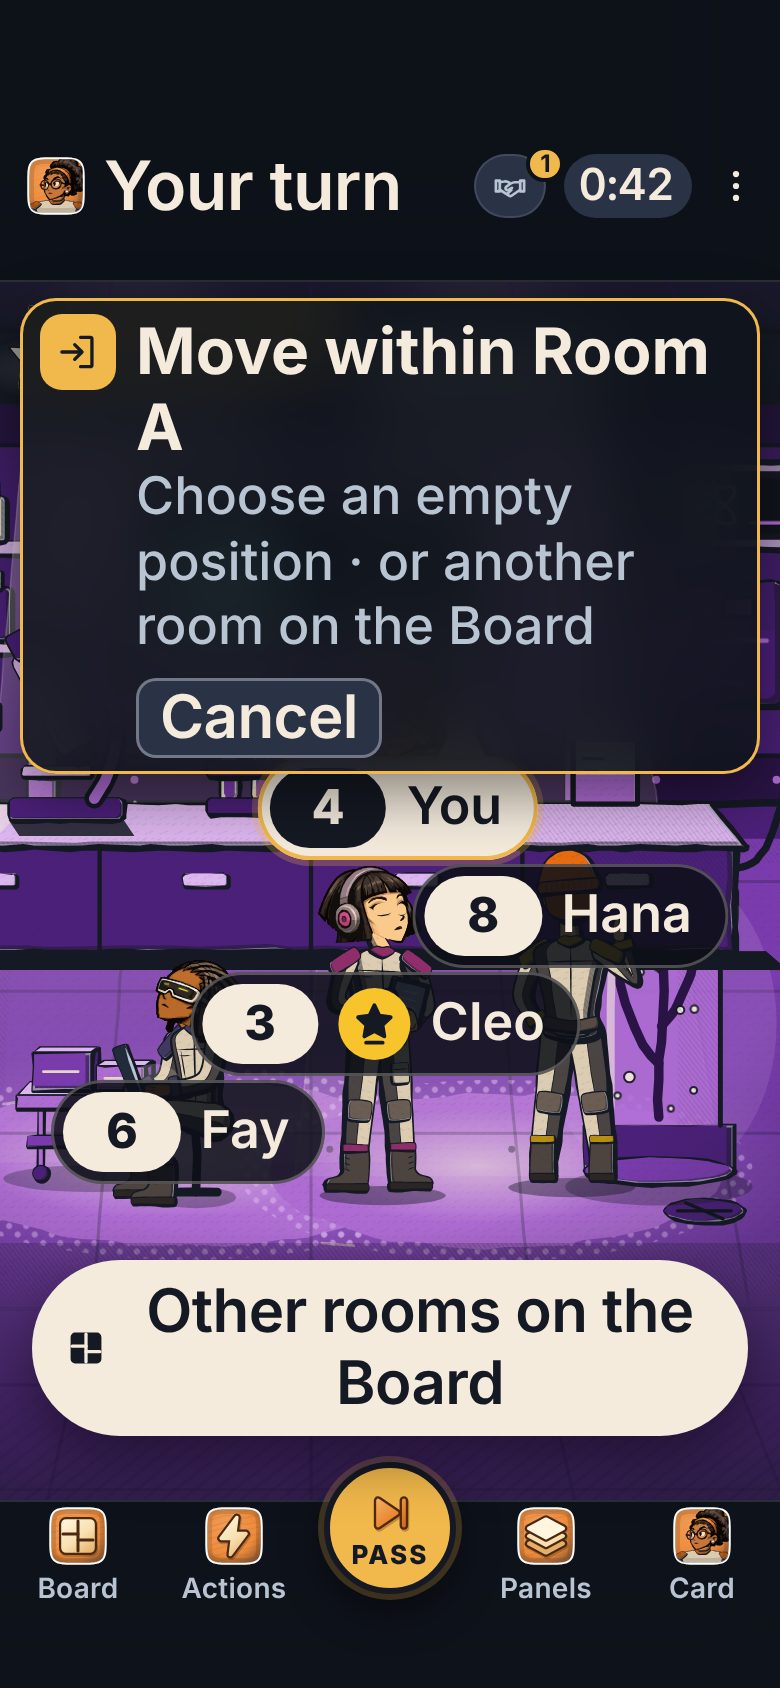 Your turn
1
0:42
Move within Room
A
Choose an empty
position · or another
room on the Board
Cancel
4 You
8 Hana
3 Cleo
6 Fay
Other rooms on the
Board
PASS
Board
Actions
Panels
Card